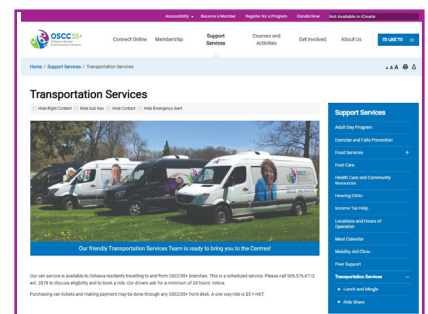 Accessibility
Become a Member
Register for a Program
Donate Now
Not Available in iCreate
OSCC55+
Oshawa Senior
Community Centres
Connect Online
Membership
Support
Services
Courses and
Activities
Get Involved
About Us
I'D LIKE TO
Home / Support Services / Transportation Services
A A A
Transportation Services
Hide Right Content
Hide Sub Nav
Hide Contact
Hide Emergency Alert
Our friendly Transportation Services Team is ready to bring you to the Centres!
Our van service is available to Oshawa residents travelling to and from OSCC55+ branches. This is a scheduled service. Please call 905-576-6712
ext. 2878 to discuss eligibility and to book a ride. Our drivers ask for a minimum of 24 hours' notice.
Purchasing van tickets and making payment may be done through any OSCC55+ front desk. A one way ride is $5 + HST.
Support Services
Adult Day Program
Exercise and Falls Prevention
Food Services +
Foot Care
Health Care and Community
Resources
Hearing Clinic
Income Tax Help
Locations and Hours of
Operation
Meal Calendar
Mobility Aid Clinic
Peer Support
Transportation Services –
Lunch and Mingle
Ride Share